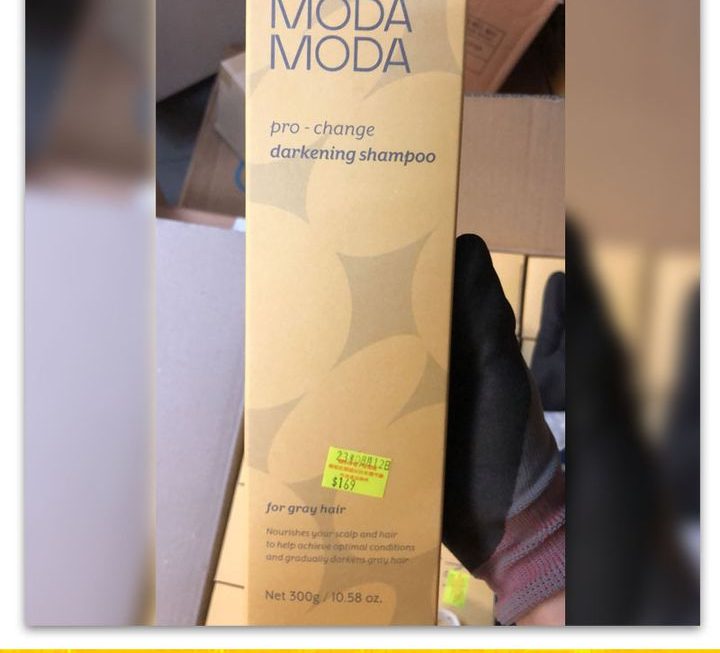 MODA
MODA
pro - change
darkening shampoo
$169
for gray hair
Nourishes your scalp and hair
to help achieve optimal conditions
and gradually darkens gray hair
Net 300g / 10.58 oz.